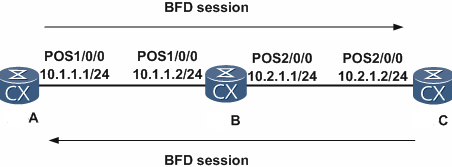 BFD session
POS1/0/0 POS1/0/0 POS2/0/0 POS2/0/0
10.1.1.1/24 10.1.1.2/24 10.2.1.1/24 10.2.1.2/24
CX CX CX
A B C
BFD session